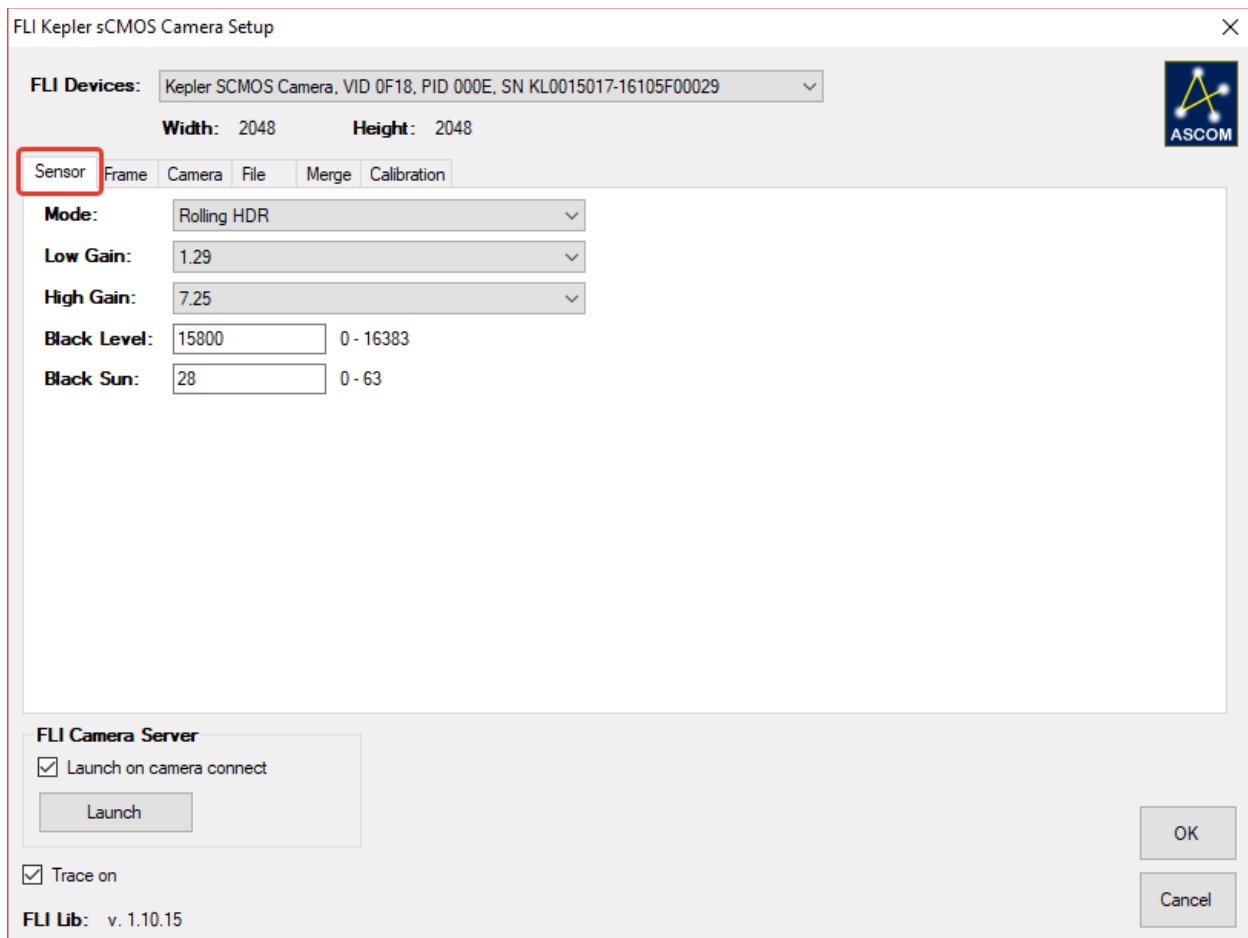 FLI Kepler sCMOS Camera Setup
FLI Devices: Kepler SCMOS Camera, VID 0F18, PID 000E, SN KL0015017-16105F00029
ASCOM
Width: 2048 Height: 2048
Sensor Frame Camera File Merge Calibration
Mode: Rolling HDR
Low Gain: 1.29
High Gain: 7.25
Black Level: 15800 0 - 16383
Black Sun: 28 0 - 63
FLI Camera Server
Launch on camera connect
Launch
OK
Trace on
Cancel
FLI Lib: v. 1.10.15